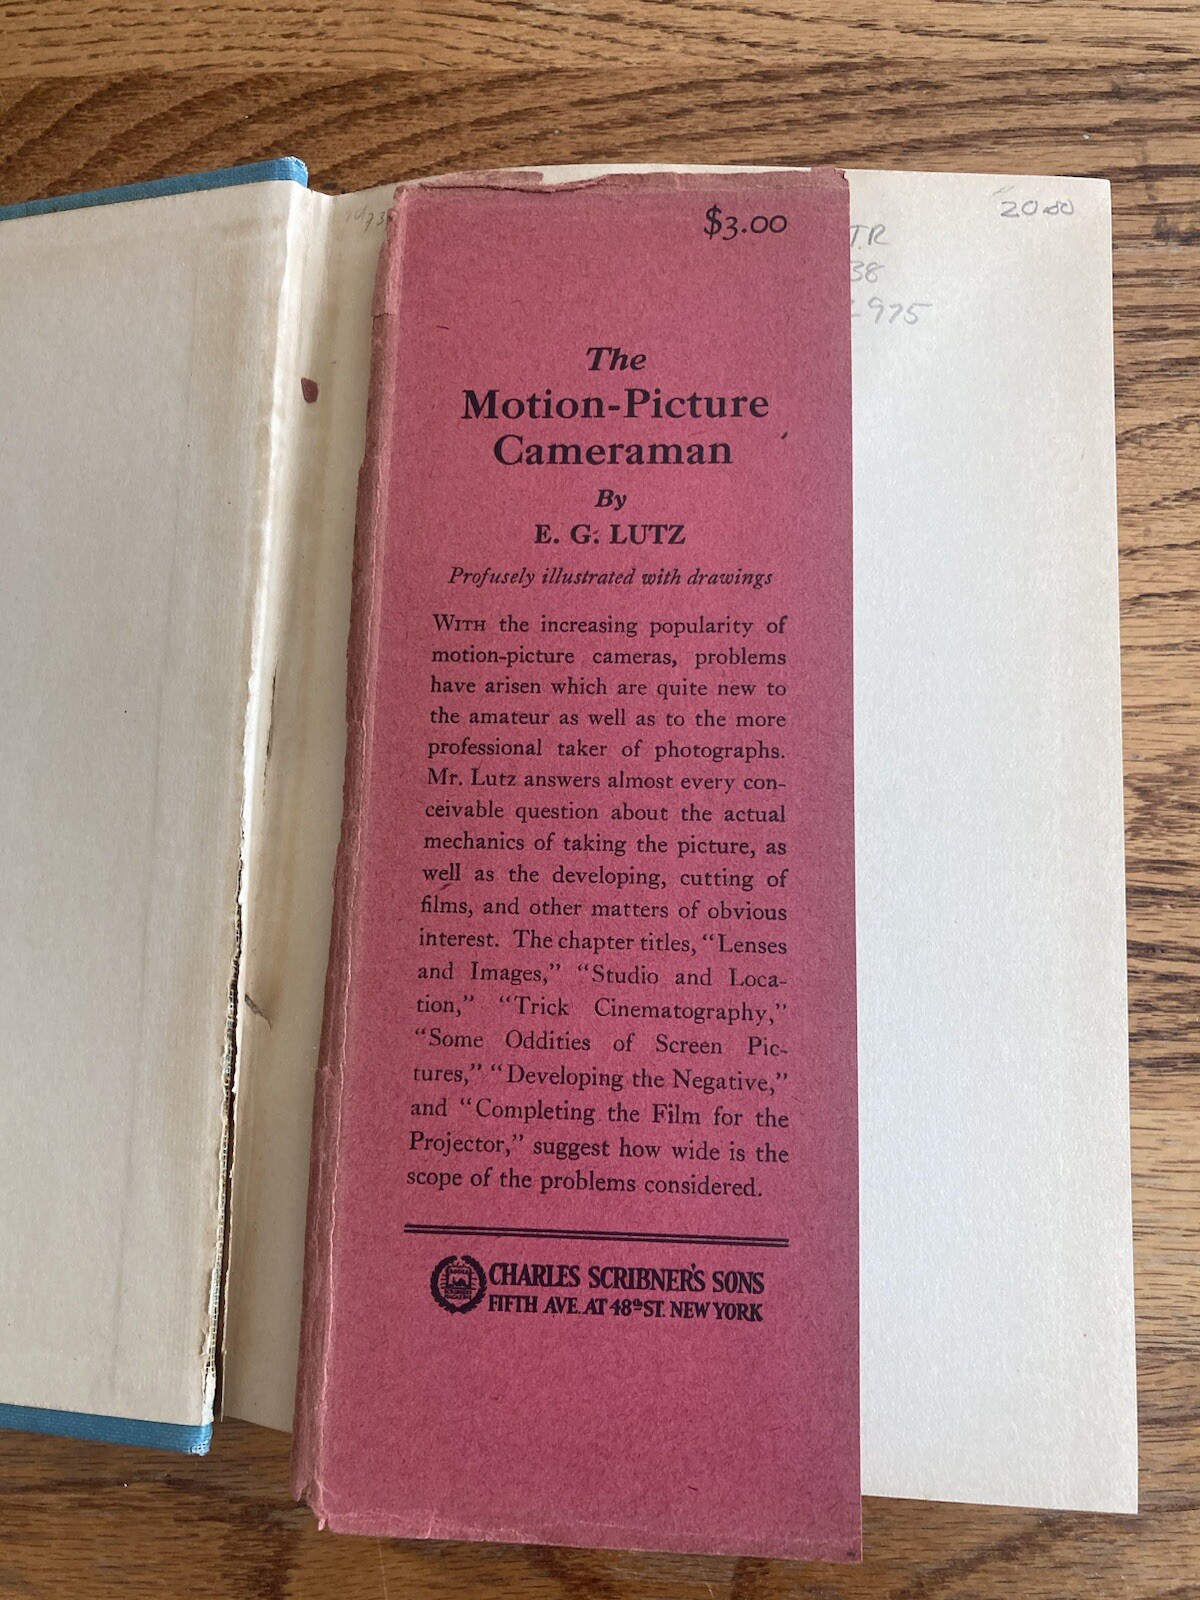 $3.00
20.00
T.R
38
-975
The
Motion-Picture
Cameraman
By
E. G. LUTZ
Profusely illustrated with drawings
WITH the increasing popularity of
motion-picture cameras, problems
have arisen which are quite new to
the amateur as well as to the more
professional taker of photographs.
Mr. Lutz answers almost every con-
ceivable question about the actual
mechanics of taking the picture, as
well as the developing, cutting of
films, and other matters of obvious
interest. The chapter titles, “Lenses
and Images,” “Studio and Loca-
tion,” “Trick Cinematography,”
“Some Oddities of Screen Pic-
tures,” “Developing the Negative,”
and “Completing the Film for the
Projector,” suggest how wide is the
scope of the problems considered.
CHARLES SCRIBNER'S SONS
FIFTH AVE. AT 48th ST. NEW YORK